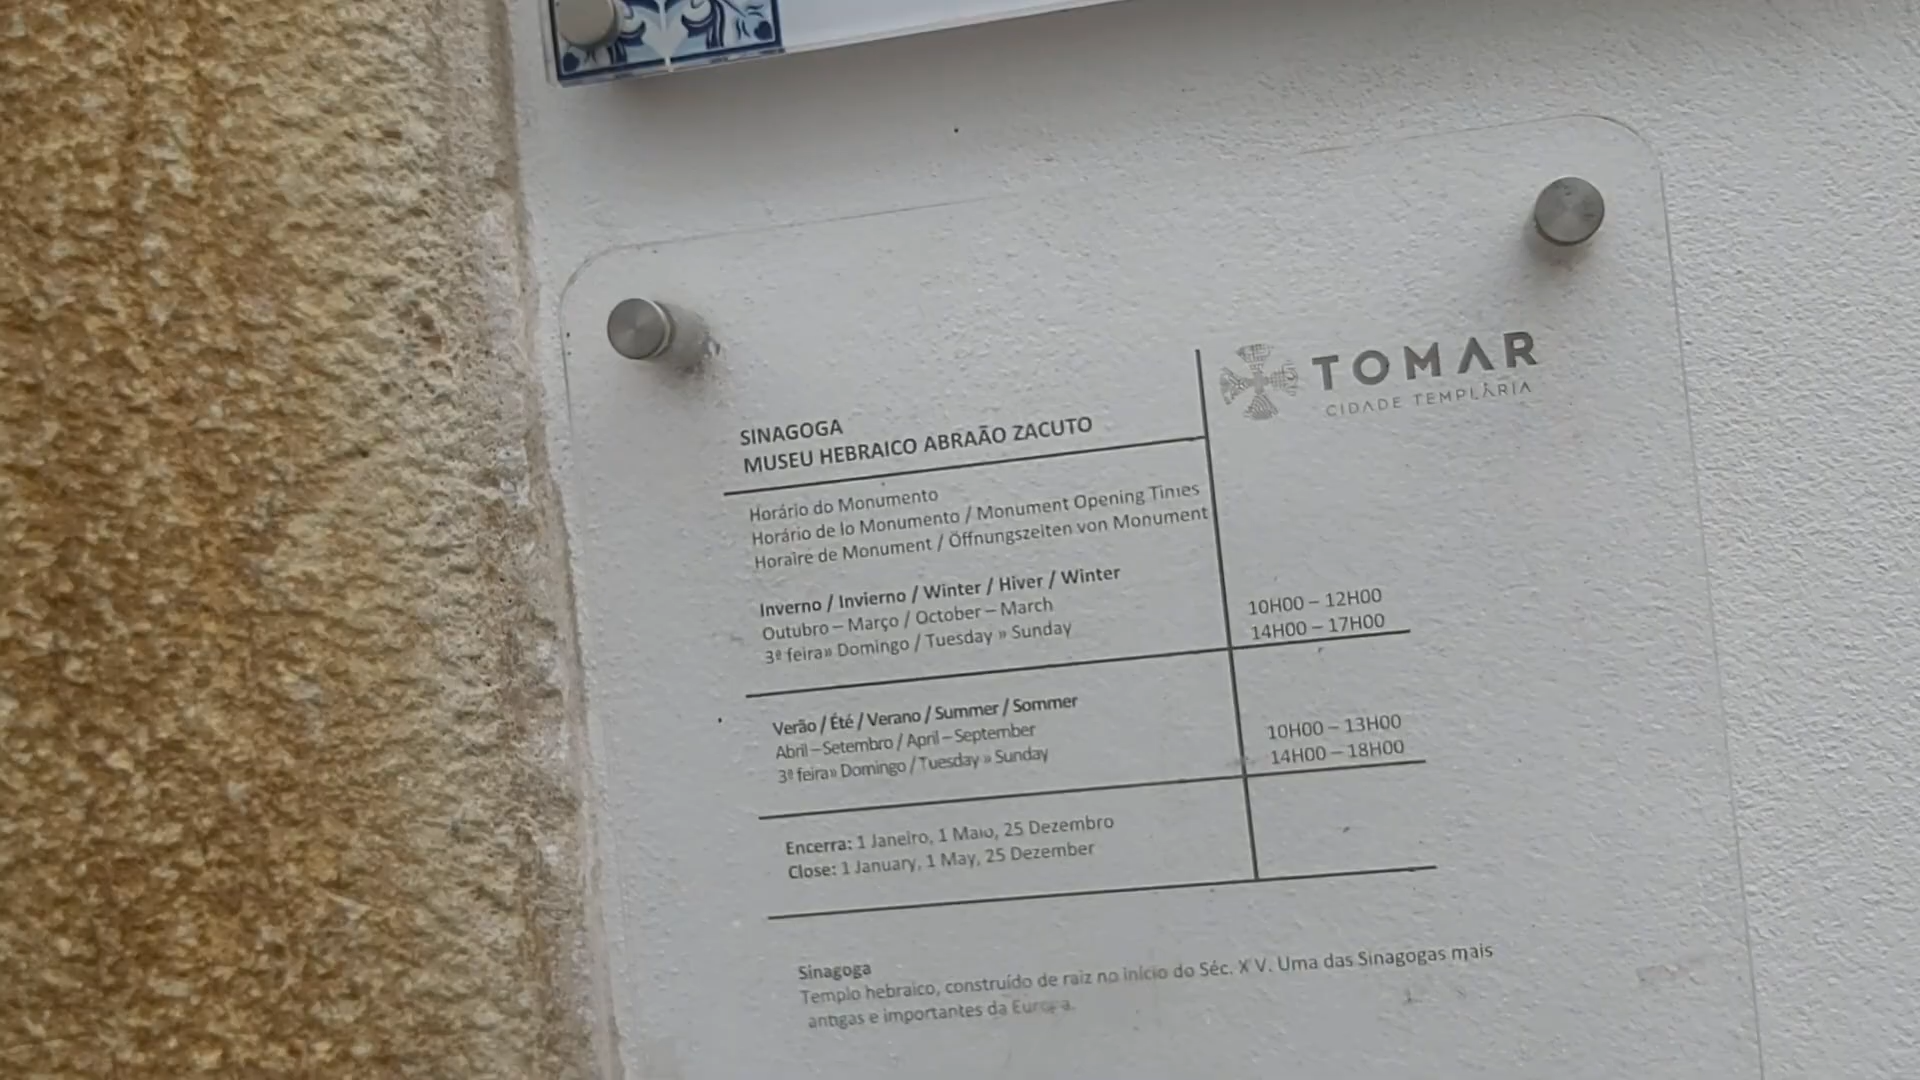 TOMAR
CIDADE TEMPLÁRIA
SINAGOGA
MUSEU HEBRAICO ABRAÃO ZACUTO
Horário do Monumento
Horário de lo Monumento / Monument Opening Times
Horaire de Monument / Öffnungszeiten von Monument
Inverno / Invierno / Winter / Hiver / Winter
Outubro – Março / October – March
3ª feira» Domingo / Tuesday » Sunday
10H00 – 12H00
14H00 – 17H00
Verão / Été / Verano / Summer / Sommer
Abril – Setembro / April – September
3ª feira» Domingo / Tuesday » Sunday
10H00 – 13H00
14H00 – 18H00
Encerra: 1 Janeiro, 1 Maio, 25 Dezembro
Close: 1 January, 1 May, 25 Dezember
Sinagoga
Templo hebraico, construído de raiz no início do Séc. XV. Uma das Sinagogas mais
antigas e importantes da Europa.